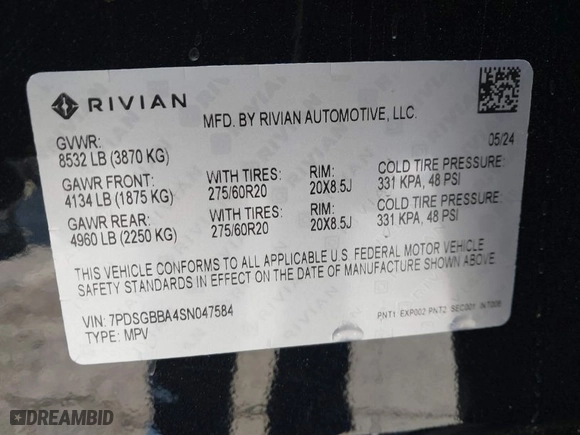 RIVIAN
MFD. BY RIVIAN AUTOMOTIVE, LLC.
GVWR: 05/24
8532 LB (3870 KG)
GAWR FRONT: WITH TIRES: RIM: COLD TIRE PRESSURE:
4134 LB (1875 KG) 275/60R20 20X8.5J 331 KPA, 48 PSI
GAWR REAR: WITH TIRES: RIM: COLD TIRE PRESSURE:
4960 LB (2250 KG) 275/60R20 20X8.5J 331 KPA, 48 PSI
THIS VEHICLE CONFORMS TO ALL APPLICABLE U.S. FEDERAL MOTOR VEHICLE
SAFETY STANDARDS IN EFFECT ON THE DATE OF MANUFACTURE SHOWN ABOVE.
VIN: 7PDSGBBA4SN047584
TYPE: MPV PNT1 EXP002 PNT2 SEC001 INT008
DREAMBID